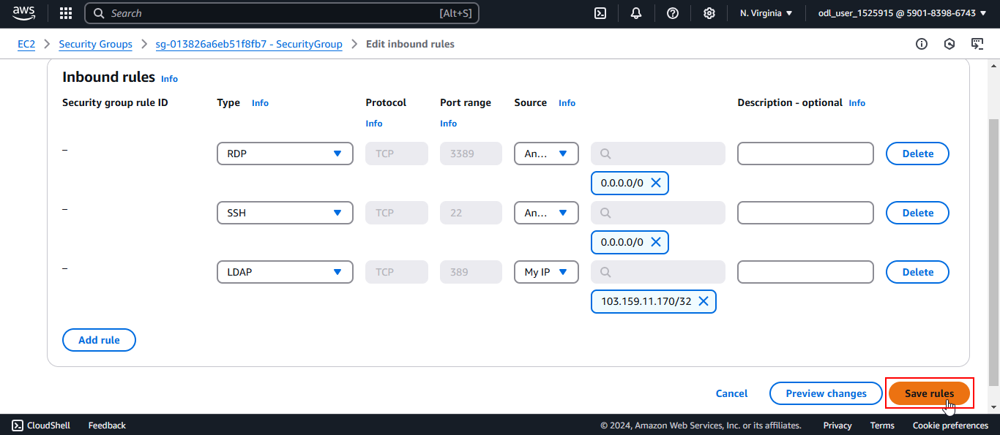 aws Search [Alt+S] N. Virginia odl_user_1525915 @ 5901-8398-6743
EC2 Security Groups sg-013826a6eb51f8fb7 - SecurityGroup Edit inbound rules
Inbound rules Info
Security group rule ID Type Info Protocol Port range Source Info Description - optional Info
Info Info
– RDP TCP 3389 An... Delete
0.0.0.0/0
– SSH TCP 22 An... Delete
0.0.0.0/0
– LDAP TCP 389 My IP Delete
103.159.11.170/32
Add rule
Cancel Preview changes Save rules
CloudShell Feedback © 2024, Amazon Web Services, Inc. or its affiliates. Privacy Terms Cookie preferences